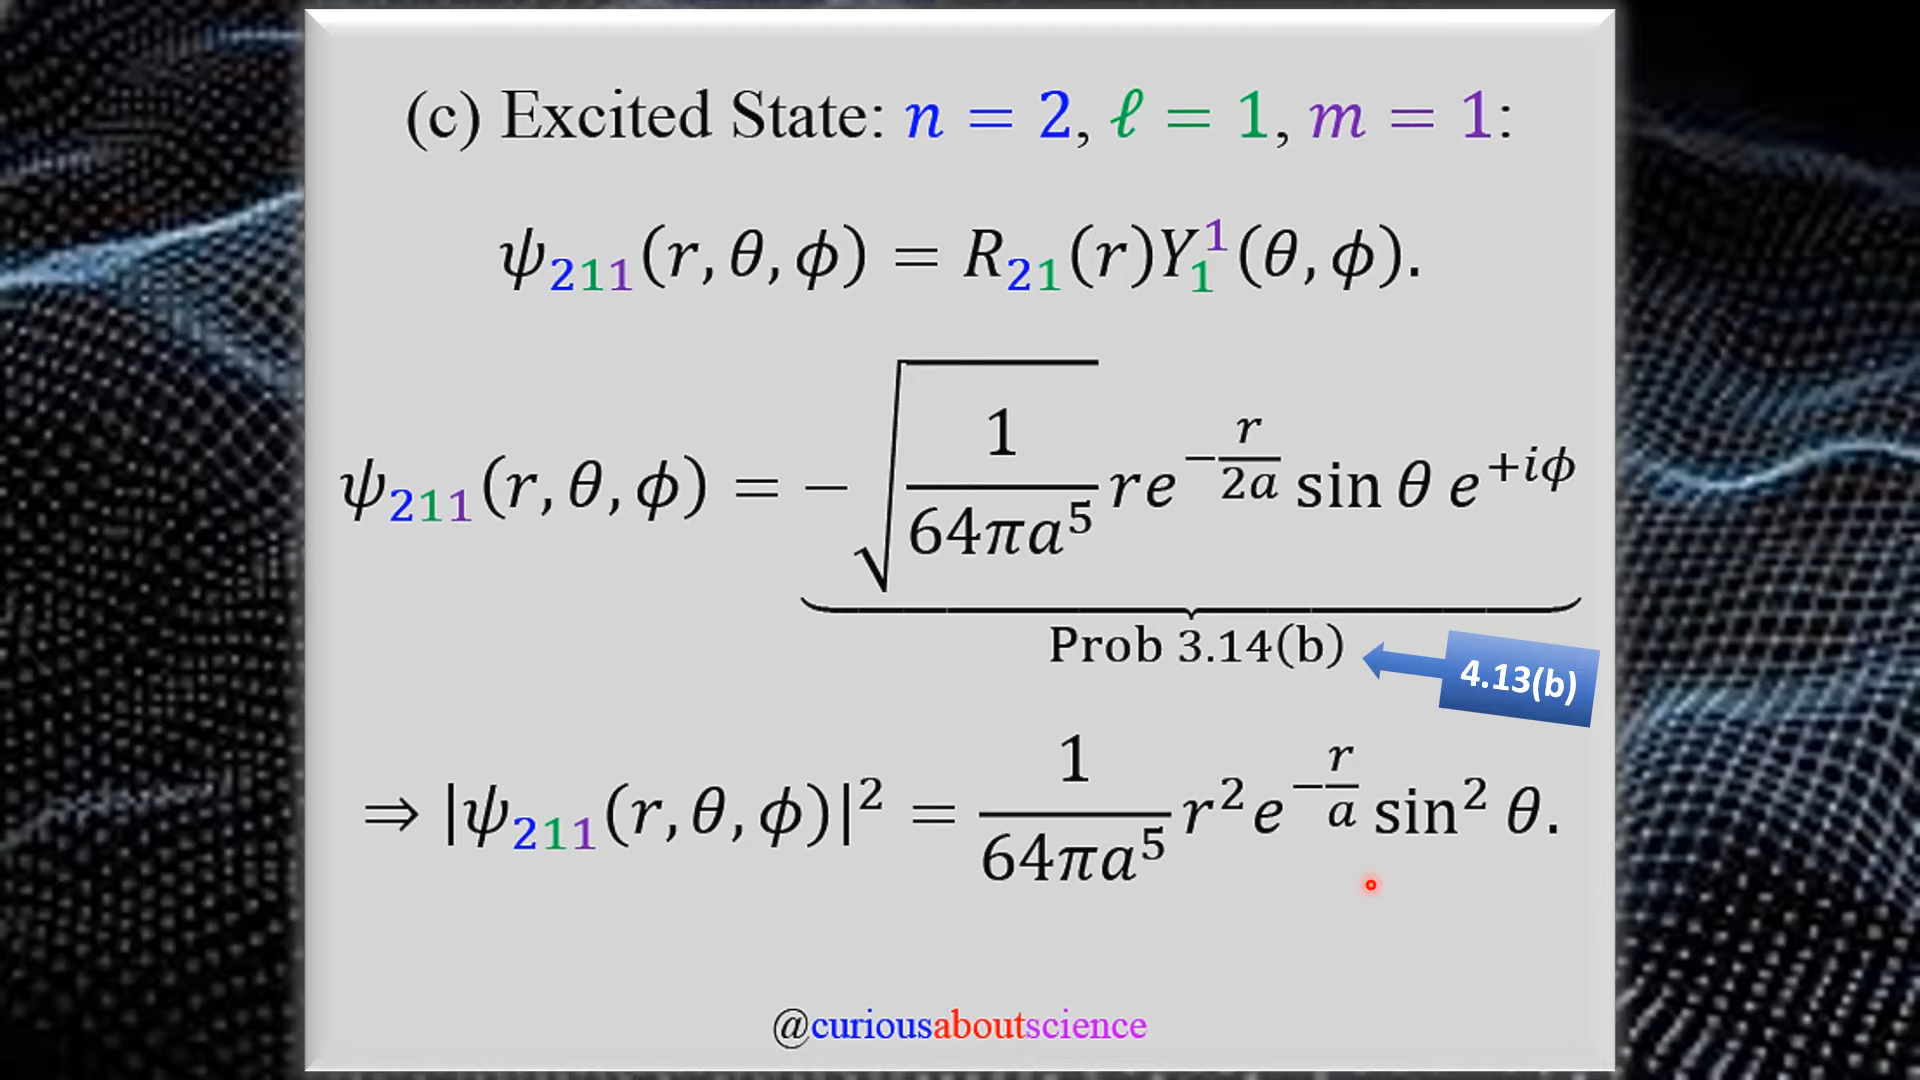 (c) Excited State: n = 2, ℓ = 1, m = 1:
ψ₂₁₁(r, θ, ϕ) = R₂₁(r)Y₁¹(θ, ϕ).
ψ₂₁₁(r, θ, ϕ) = −√(1/(64πa⁵)) re^(−r/(2a)) sin θ e^(+iϕ)
Prob 3.14(b)
4.13(b)
⇒ |ψ₂₁₁(r, θ, ϕ)|² = 1/(64πa⁵) r²e^(−r/a) sin² θ.
@curiousaboutscience